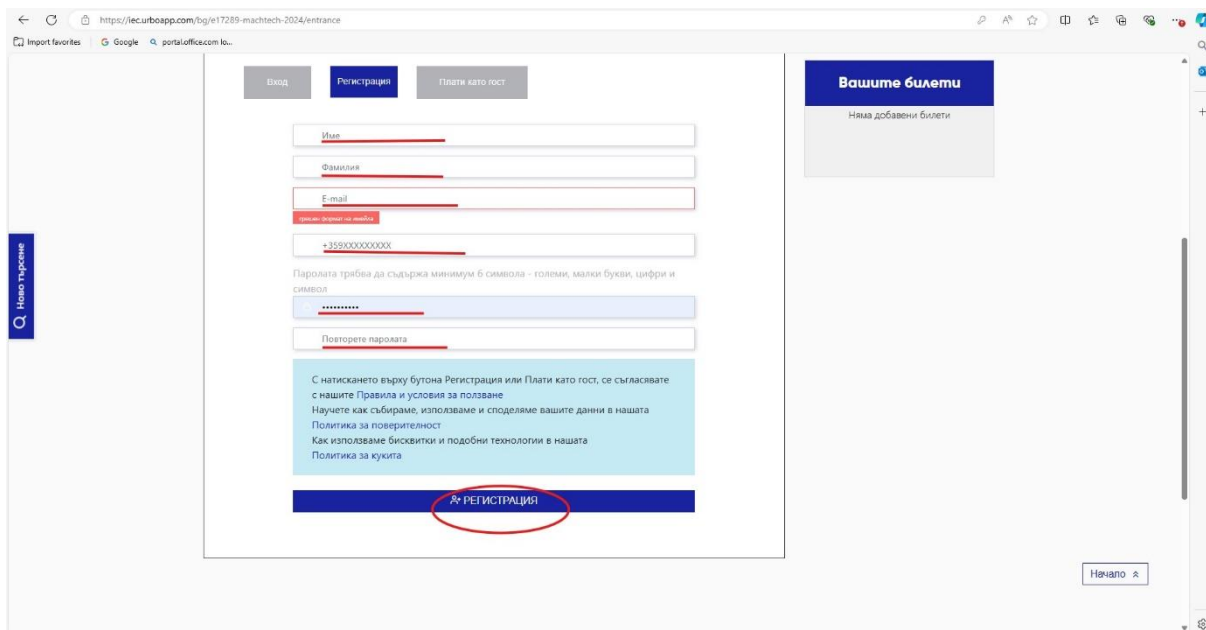 https://iec.urboapp.com/bg/e17289-machtech-2024/entrance
Import favorites
Google
portal.office.com lo...
Вход
Регистрация
Плати като гост
Вашите билети
Няма добавени билети
Име
Фамилия
E-mail
грешен формат на имейла
+359XXXXXXXXX
Паролата трябва да съдържа минимум 6 символа - големи, малки букви, цифри и
символ
Повторете паролата
Ново търсене
С натискането върху бутона Регистрация или Плати като гост, се съгласявате
с нашите Правила и условия за ползване
Научете как събираме, използваме и споделяме вашите данни в нашата
Политика за поверителност
Как използваме бисквитки и подобни технологии в нашата
Политика за кукита
РЕГИСТРАЦИЯ
Начало